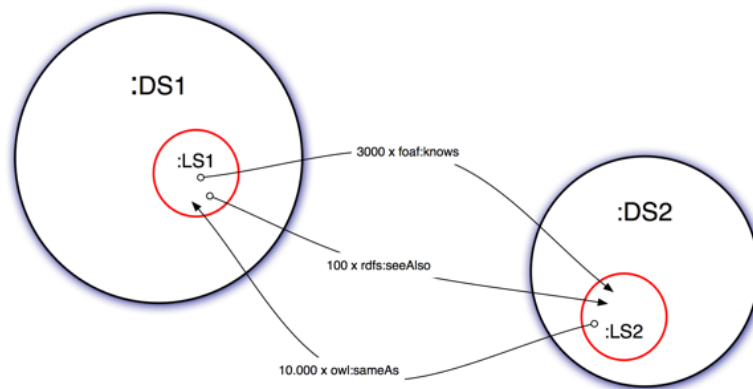 :DS1
:LS1
3000 x foaf:knows
:DS2
100 x rdfs:seeAlso
:LS2
10.000 x owl:sameAs